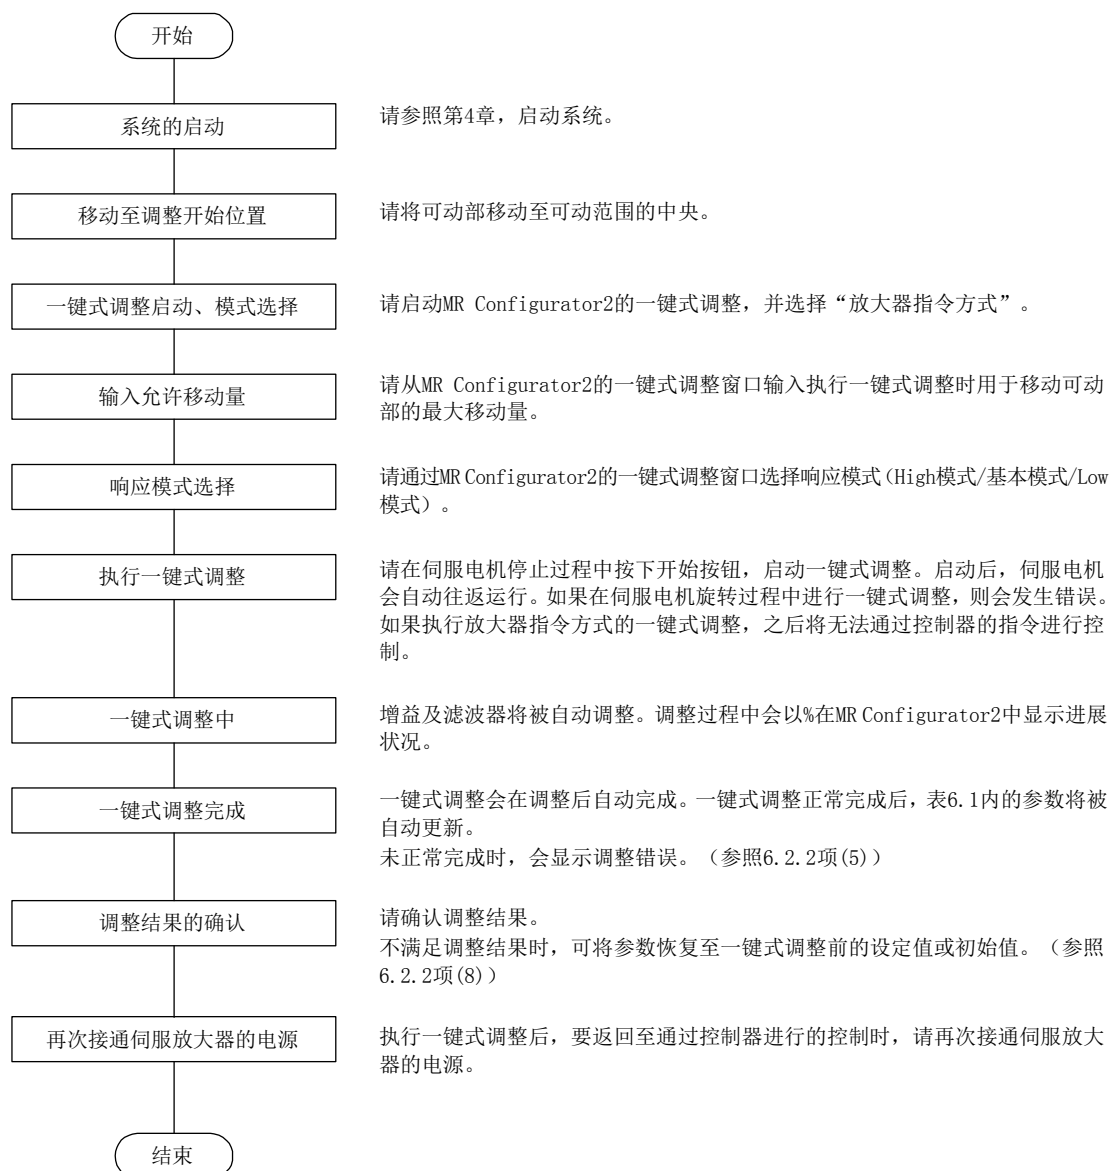 开始
系统的启动
请参照第4章，启动系统。
移动至调整开始位置
请将可动部移动至可动范围的中央。
一键式调整启动、模式选择
请启动MR Configurator2的一键式调整，并选择“放大器指令方式”。
输入允许移动量
请从MR Configurator2的一键式调整窗口输入执行一键式调整时用于移动可动
部的最大移动量。
响应模式选择
请通过MR Configurator2的一键式调整窗口选择响应模式(High模式/基本模式/Low
模式)。
执行一键式调整
请在伺服电机停止过程中按下开始按钮，启动一键式调整。启动后，伺服电机
会自动往返运行。如果在伺服电机旋转过程中进行一键式调整，则会发生错误。
如果执行放大器指令方式的一键式调整，之后将无法通过控制器的指令进行控
制。
一键式调整中
增益及滤波器将被自动调整。调整过程中会以%在MR Configurator2中显示进展
状况。
一键式调整完成
一键式调整会在调整后自动完成。一键式调整正常完成后，表6.1内的参数将被
自动更新。
未正常完成时，会显示调整错误。（参照6.2.2项(5)）
调整结果的确认
请确认调整结果。
不满足调整结果时，可将参数恢复至一键式调整前的设定值或初始值。（参照
6.2.2项(8)）
再次接通伺服放大器的电源
执行一键式调整后，要返回至通过控制器进行的控制时，请再次接通伺服放大
器的电源。
结束